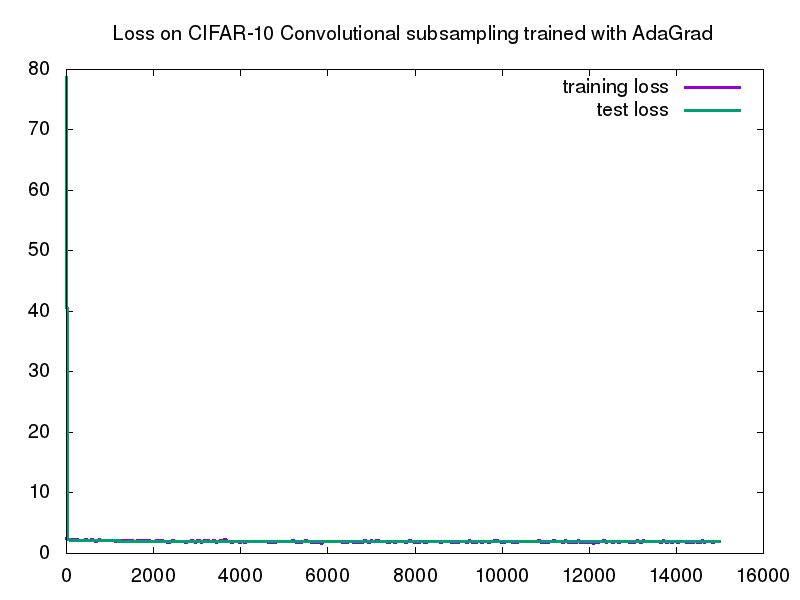 Loss on CIFAR-10 Convolutional subsampling trained with AdaGrad
80
training loss
test loss
70
60
50
40
30
20
10
0
0 2000 4000 6000 8000 10000 12000 14000 16000